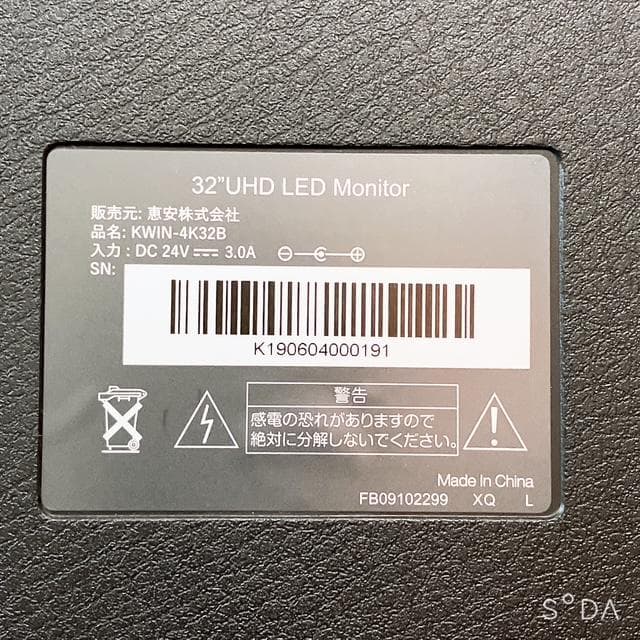 32"UHD LED Monitor
販売元: 恵安株式会社
品名: KWIN-4K32B
入力 : DC 24V 3.0A
SN:
K190604000191
警告
感電の恐れがありますので
絶対に分解しないでください。
Made In China
FB09102299 XQ L
S°DA